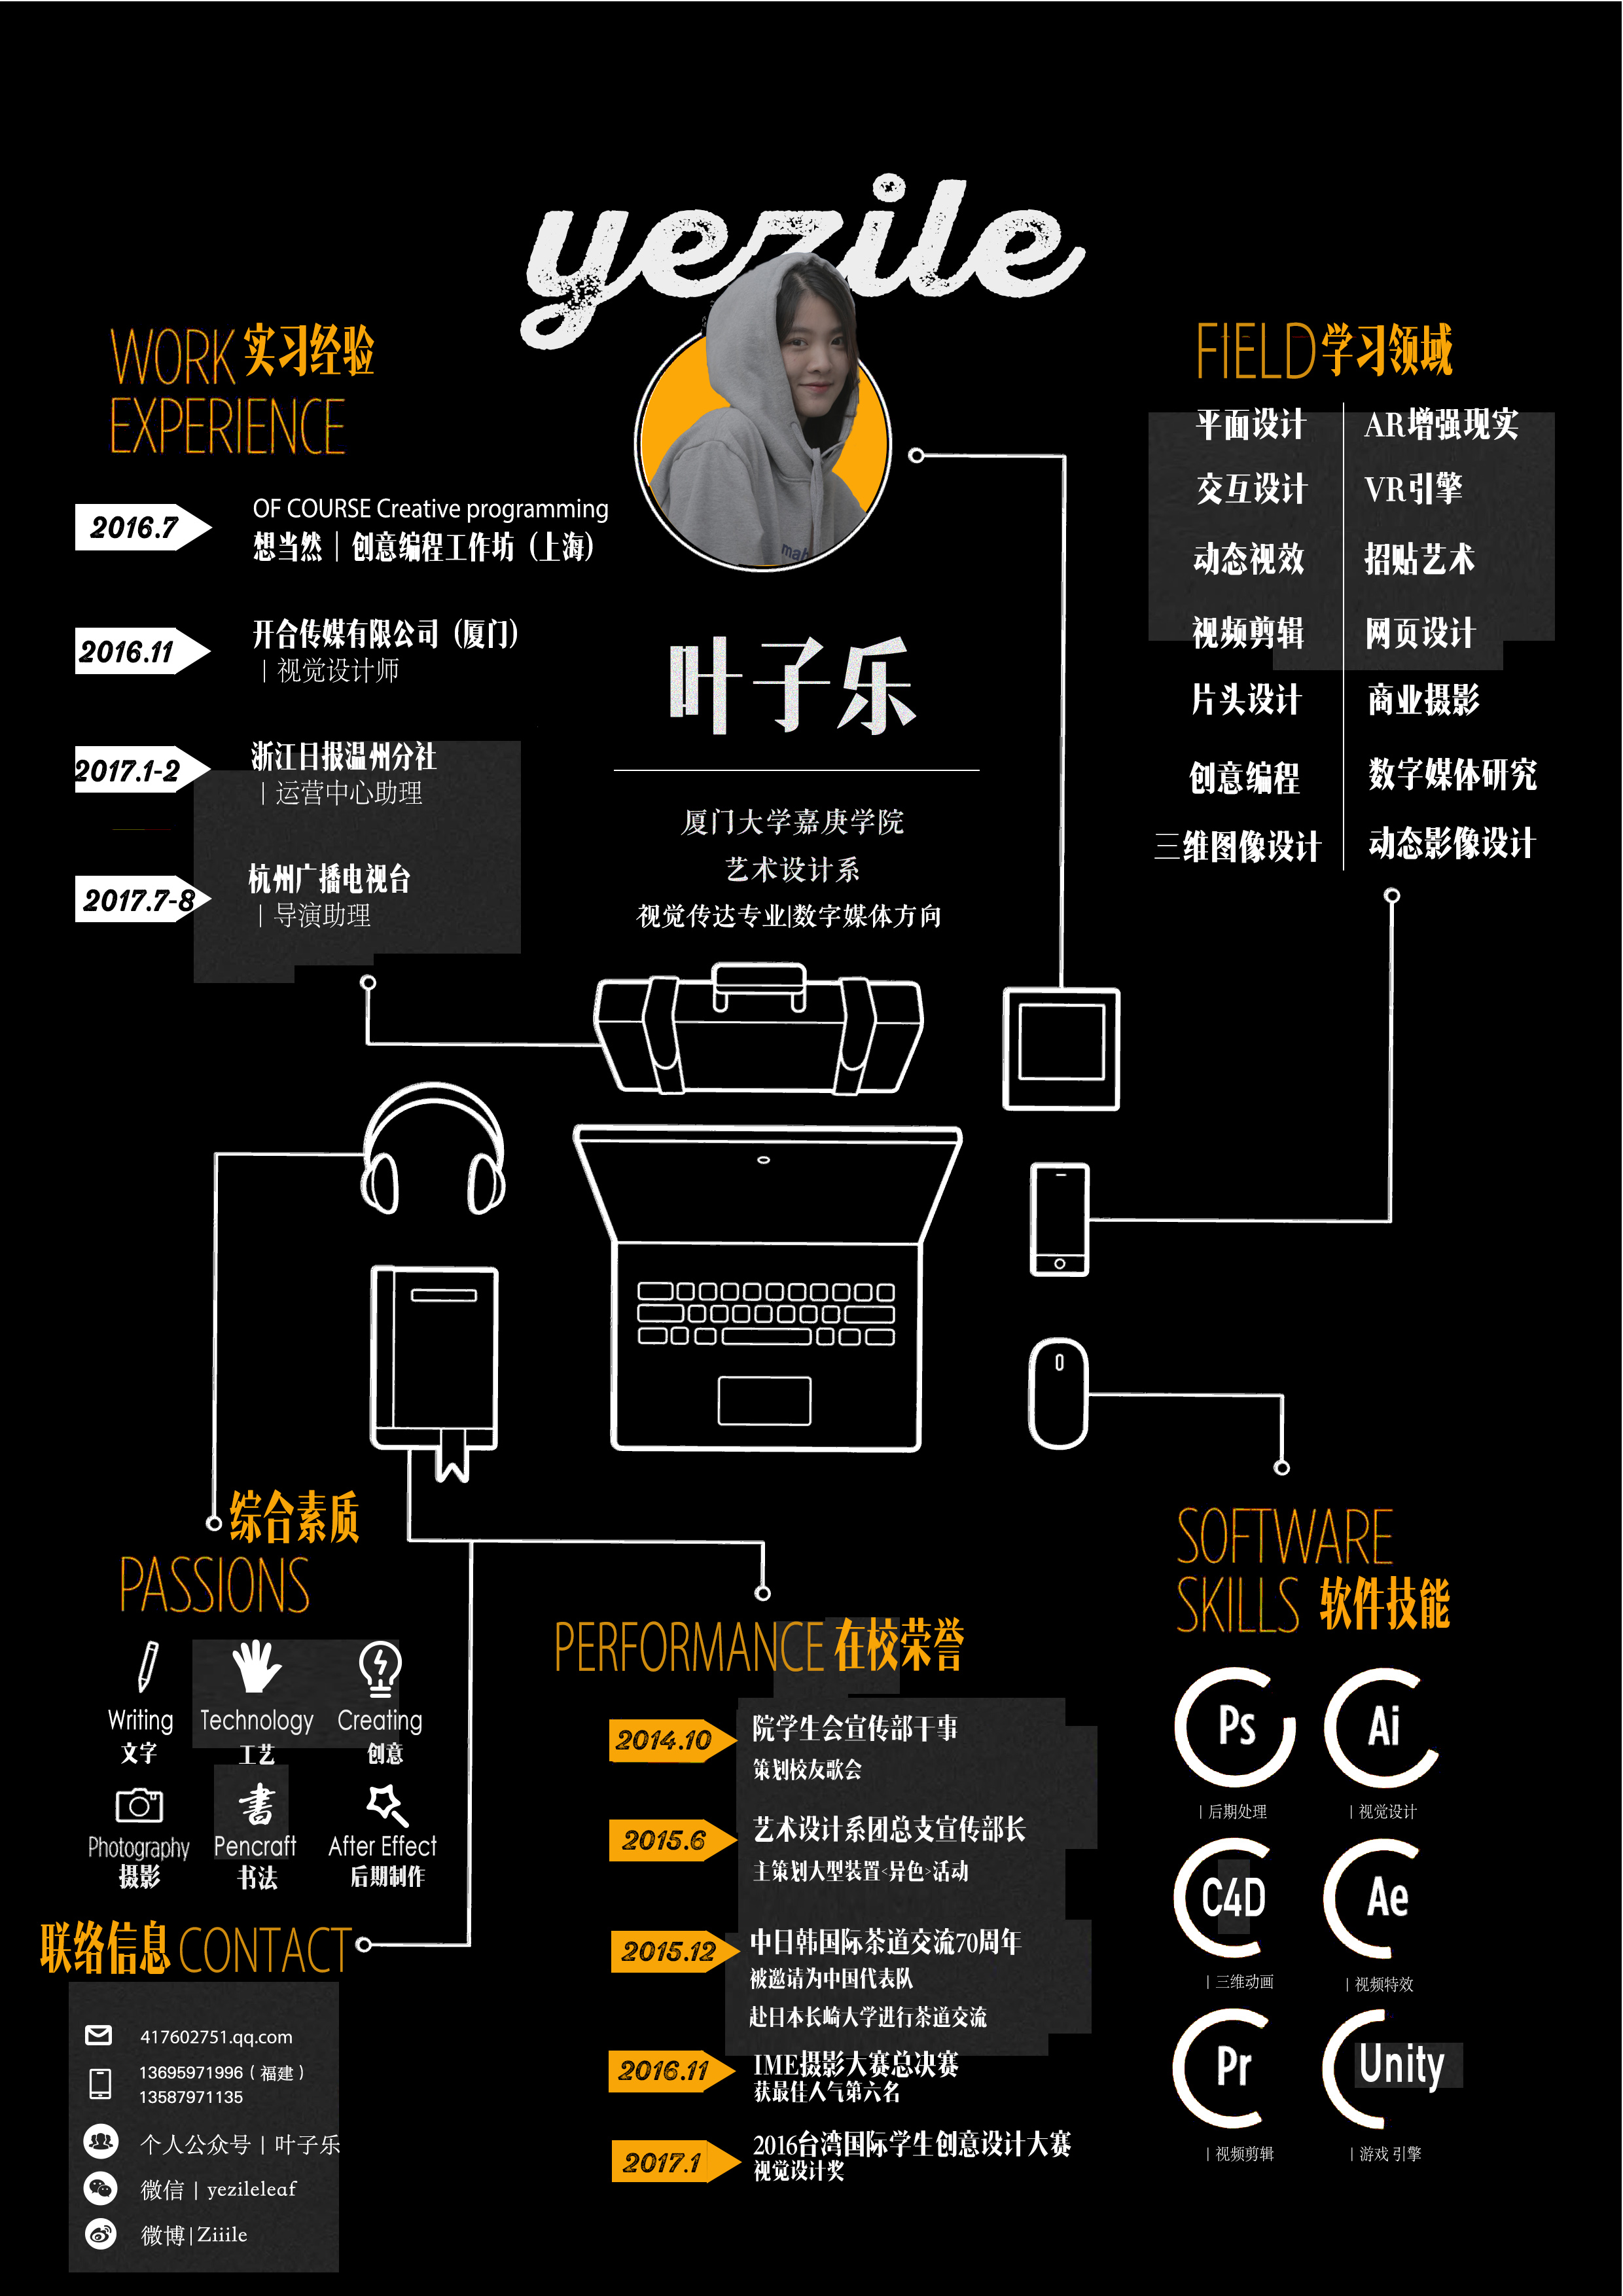 yezile
WORK 实习经验
EXPERIENCE
2016.7
OF COURSE Creative programming
想当然 | 创意编程工作坊（上海）
2016.11
开合传媒有限公司（厦门）
| 视觉设计师
2017.1-2
浙江日报温州分社
| 运营中心助理
2017.7-8
杭州广播电视台
| 导演助理
mah
叶子乐
厦门大学嘉庚学院
艺术设计系
视觉传达专业|数字媒体方向
FIELD 学习领域
平面设计 AR增强现实
交互设计 VR引擎
动态视效 招贴艺术
视频剪辑 网页设计
片头设计 商业摄影
创意编程 数字媒体研究
三维图像设计 动态影像设计
综合素质
PASSIONS
Writing Technology Creating
文字 工艺 创意
書
Photography Pencraft After Effect
摄影 书法 后期制作
联络信息 CONTACT
417602751.qq.com
13695971996（福建）
13587971135
个人公众号 | 叶子乐
微信 | yezileleaf
微博|Ziiile
PERFORMANCE 在校荣誉
2014.10
院学生会宣传部干事
策划校友歌会
2015.6
艺术设计系团总支宣传部长
主策划大型装置<异色>活动
2015.12
中日韩国际茶道交流70周年
被邀请为中国代表队
赴日本长崎大学进行茶道交流
2016.11
IME摄影大赛总决赛
获最佳人气第六名
2017.1
2016台湾国际学生创意设计大赛
视觉设计奖
SOFTWARE
SKILLS 软件技能
Ps Ai
| 后期处理 | 视觉设计
C4D Ae
| 三维动画 | 视频特效
Pr Unity
| 视频剪辑 | 游戏 引擎